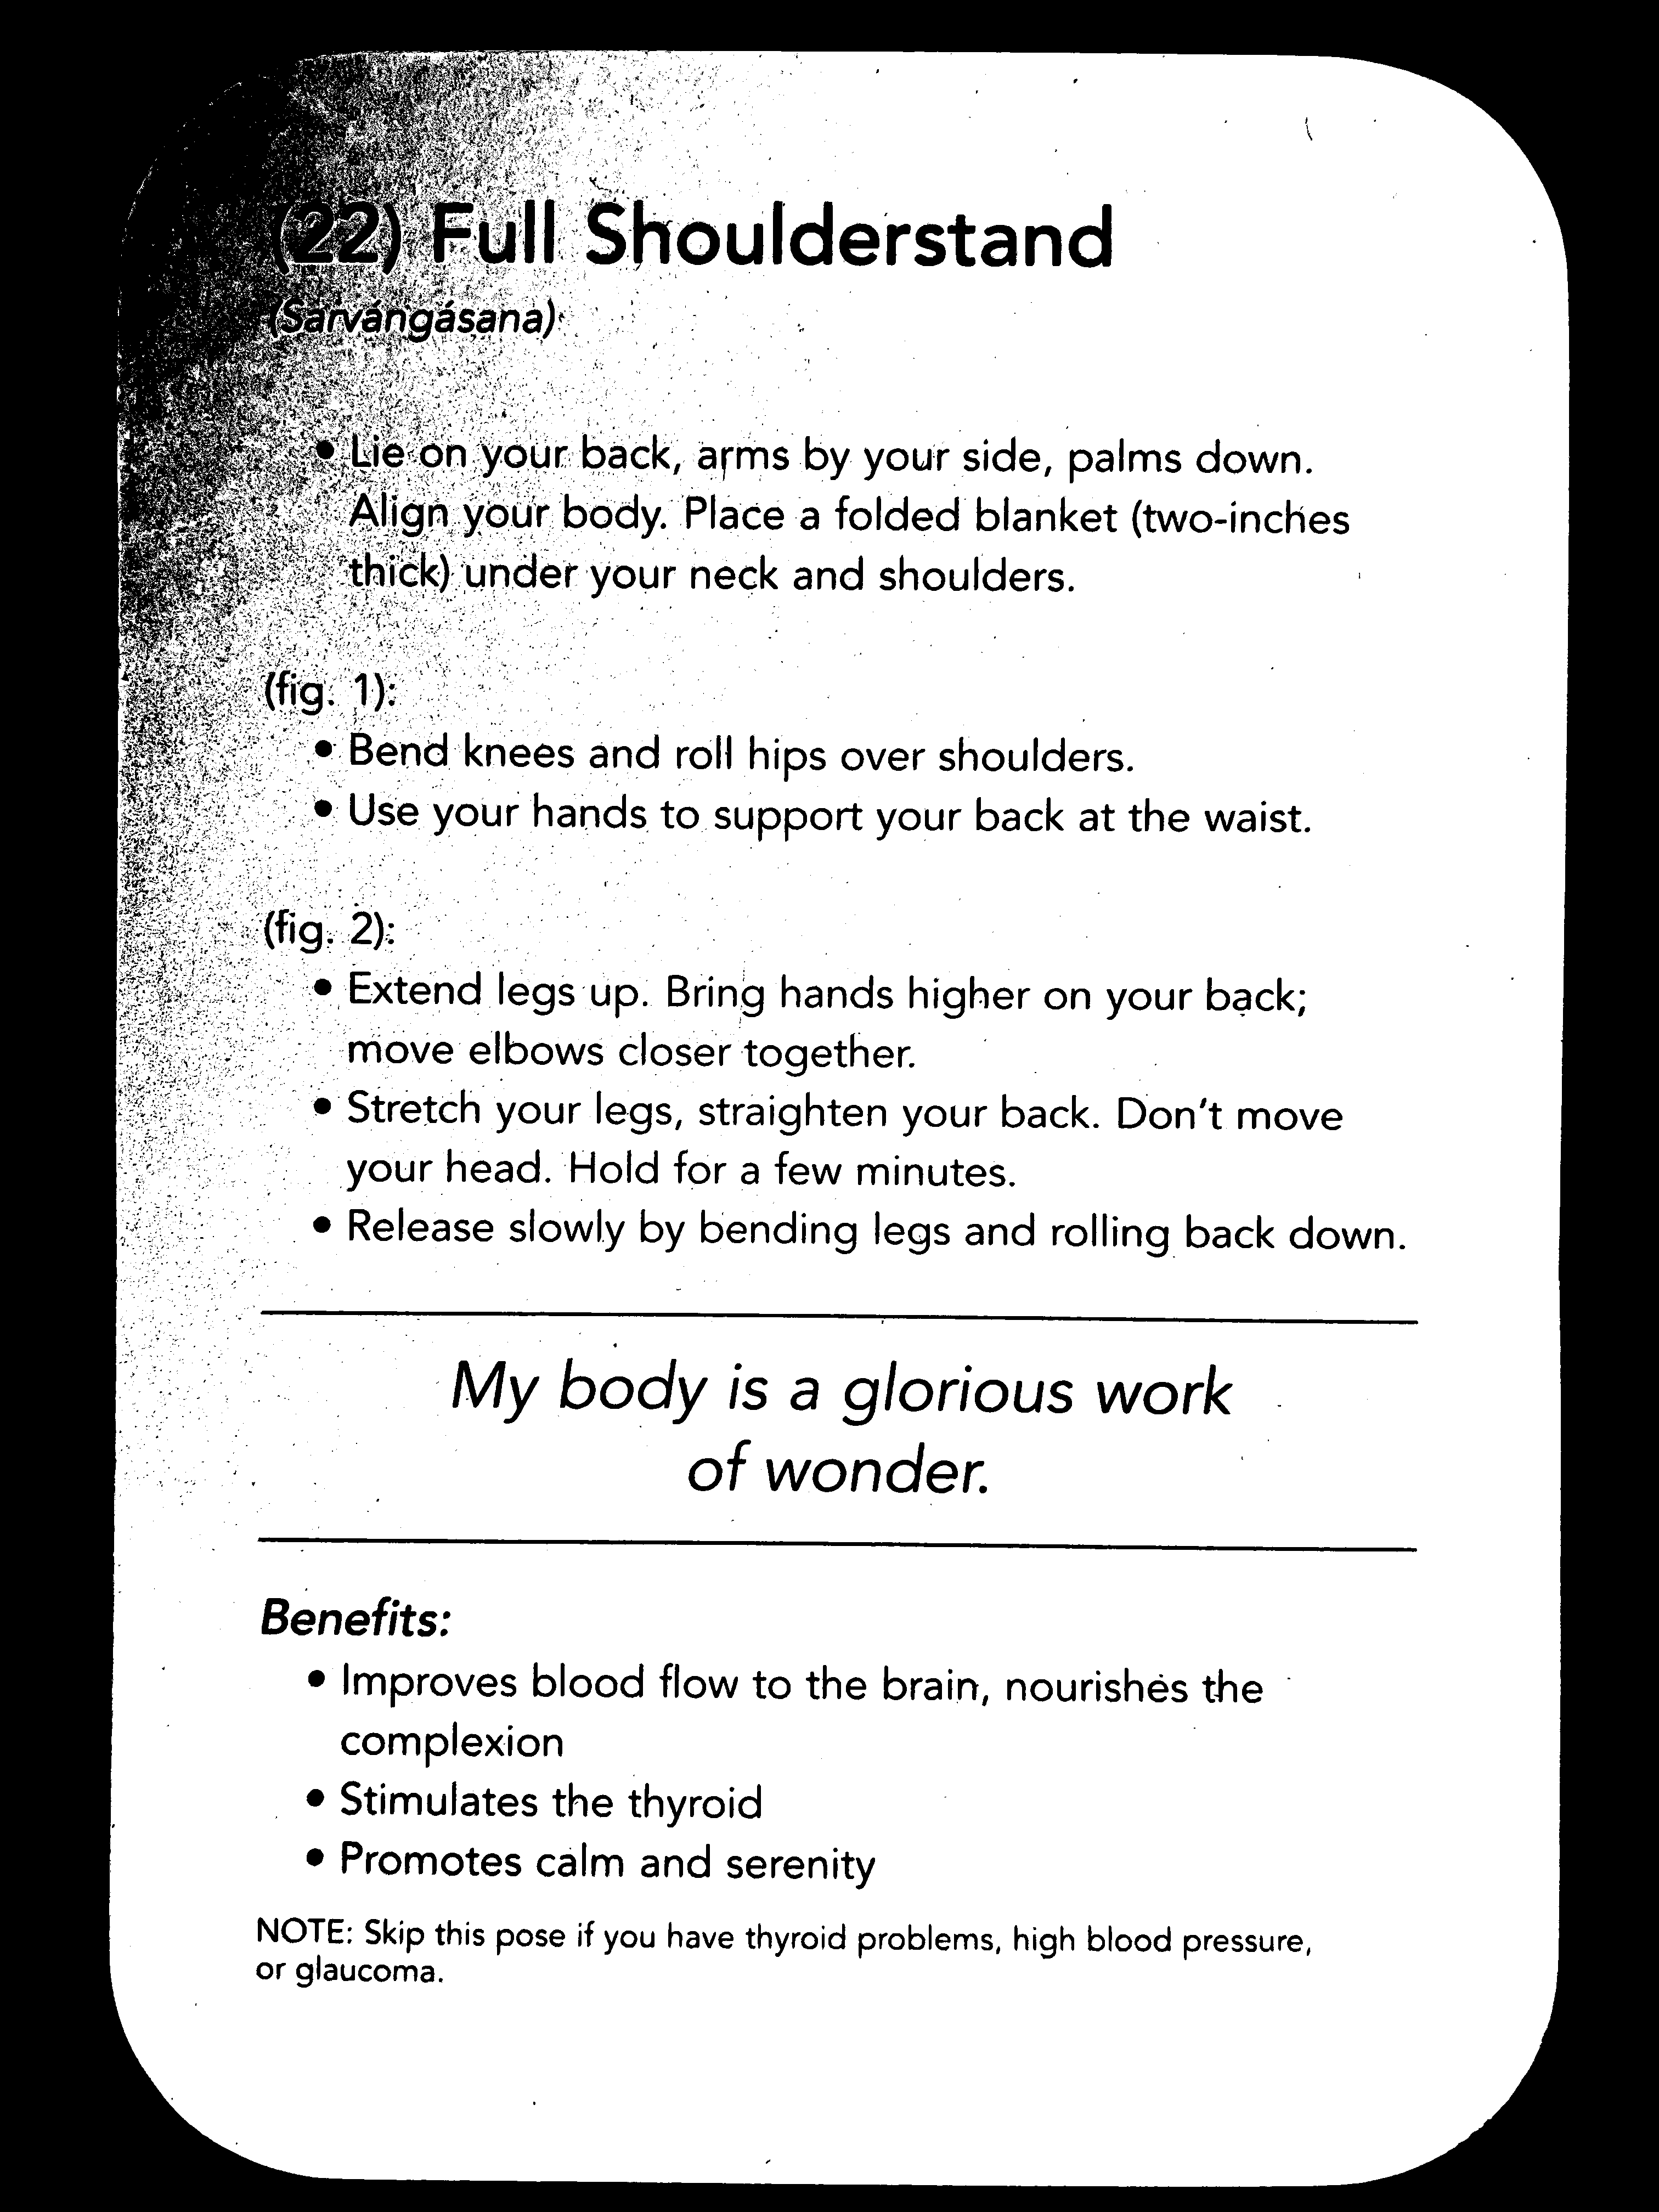 (22) Full Shoulderstand
(Sarvángásana)
• Lie on your back, arms by your side, palms down.
Align your body. Place a folded blanket (two-inches
thick) under your neck and shoulders.
(fig. 1):
• Bend knees and roll hips over shoulders.
• Use your hands to support your back at the waist.
(fig. 2):
• Extend legs up. Bring hands higher on your back;
move elbows closer together.
• Stretch your legs, straighten your back. Don't move
your head. Hold for a few minutes.
• Release slowly by bending legs and rolling back down.
My body is a glorious work
of wonder.
Benefits:
• Improves blood flow to the brain, nourishes the
complexion
• Stimulates the thyroid
• Promotes calm and serenity
NOTE: Skip this pose if you have thyroid problems, high blood pressure,
or glaucoma.